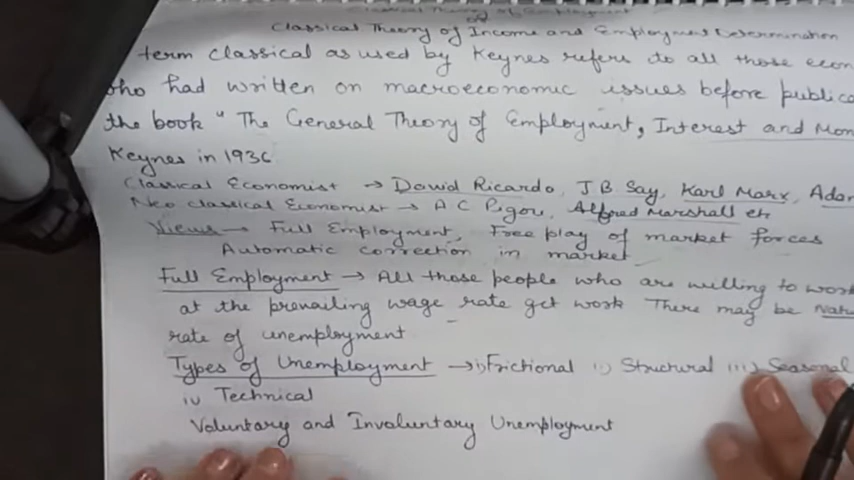 Classical Theory of Employment
or
Classical Theory of Income and Employment Determination
term classical as used by Keynes refers to all those econ
who had written on macroeconomic issues before publica
the book " The General Theory of Employment, Interest and Mon
Keynes in 1936
Classical Economist → David Ricardo, J B Say, Karl Marx, Adam
Neo classical Economist → A C Pigou, Alfred Marshall etc
Views → Full Employment, Free play of market forces
Automatic correction in market
Full Employment → All those people who are willing to work
at the prevailing wage rate get work There may be Natu
rate of unemployment
Types of Unemployment → i) Frictional ii) Structural iii) Seasonal
iv Technical
Voluntary and Involuntary Unemployment